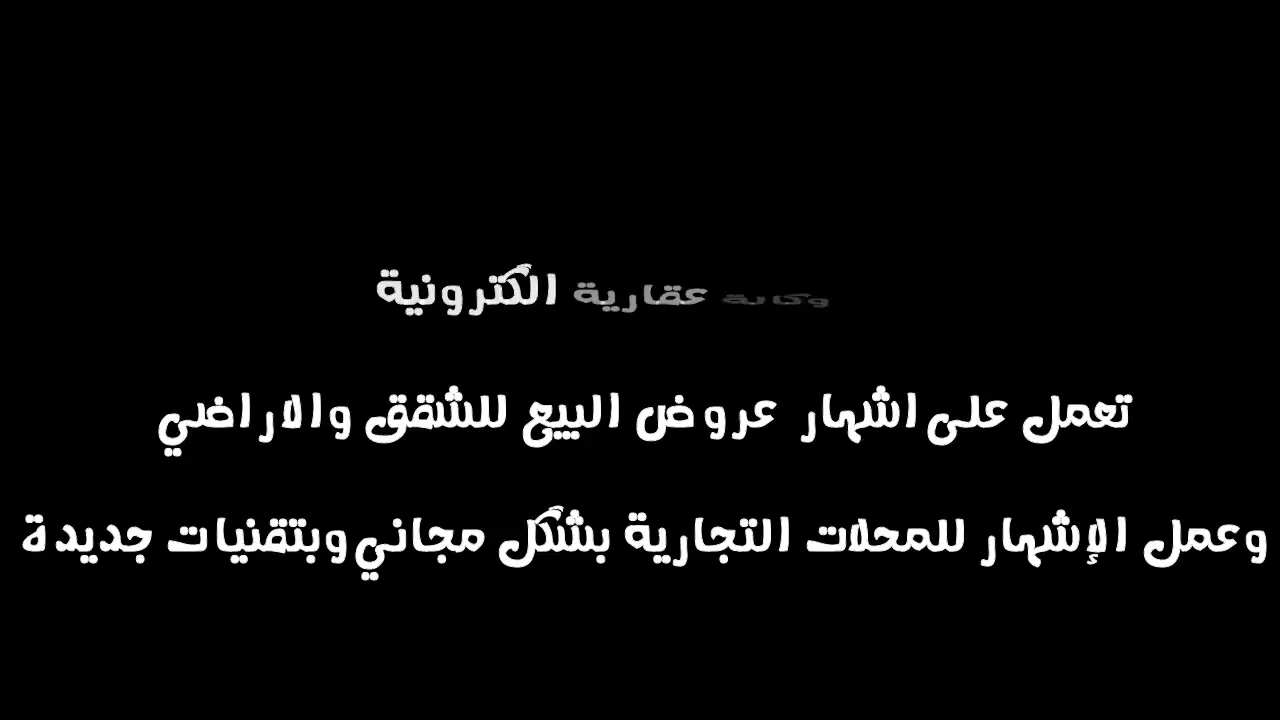 وكالة عقارية الكترونية
تعمل على اشهار عروض البيع للشقق والاراضي
وعمل الإشهار للمحلات التجارية بشكل مجاني وبتقنيات جديدة